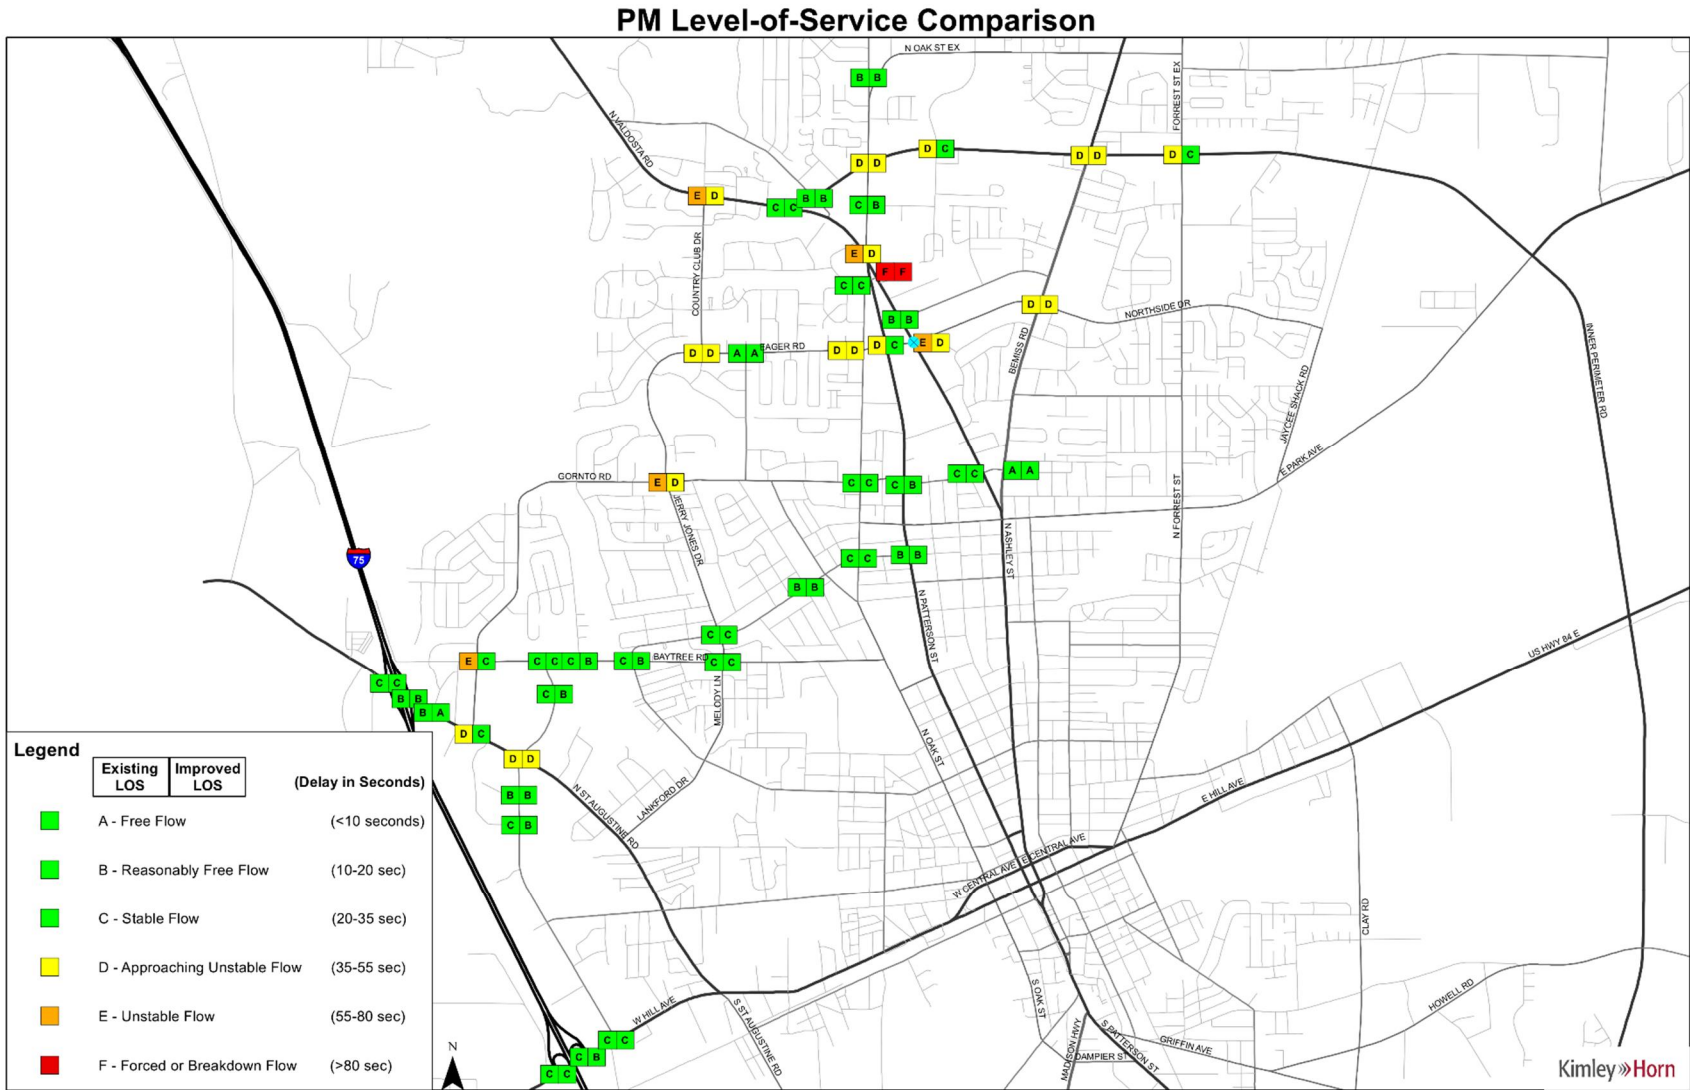 PM Level-of-Service Comparison
N OAK ST EX
B B
FORREST ST EX
N VALDOSTA RD
D C
D D
D D
D C
E D
C C
B B
C B
COUNTRY CLUB DR
E D
F F
C C
D D
NORTHSIDE DR
B B
INNER PERIMETER RD
D D
A A
EAGER RD
D D
D C
E D
BEMISS RD
JAYCEE SHACK RD
E PARK AVE
GORNTO RD
E D
C C
C B
C C
A A
JERRY JONES DR
N FORREST ST
N ASHLEY ST
75
C C
B B
B B
N PATTERSON ST
C C
US HWY 84 E
E C
C C C B
C B
BAYTREE RD
C C
C C
B B
B A
C B
MELODY LN
D C
N OAK ST
D D
N ST AUGUSTINE RD
LANKFORD DR
B B
C B
E HILL AVE
W CENTRAL AVE
E CENTRAL AVE
CLAY RD
Legend
Existing LOS
Improved LOS
(Delay in Seconds)
A - Free Flow (<10 seconds)
B - Reasonably Free Flow (10-20 sec)
C - Stable Flow (20-35 sec)
D - Approaching Unstable Flow (35-55 sec)
E - Unstable Flow (55-80 sec)
F - Forced or Breakdown Flow (>80 sec)
N
W HILL AVE
S ST AUGUSTINE RD
S OAK ST
MADISON HWY
S PATTERSON ST
DAMPIER ST
GRIFFIN AVE
HOWELL RD
C C
C B
C C
Kimley»Horn